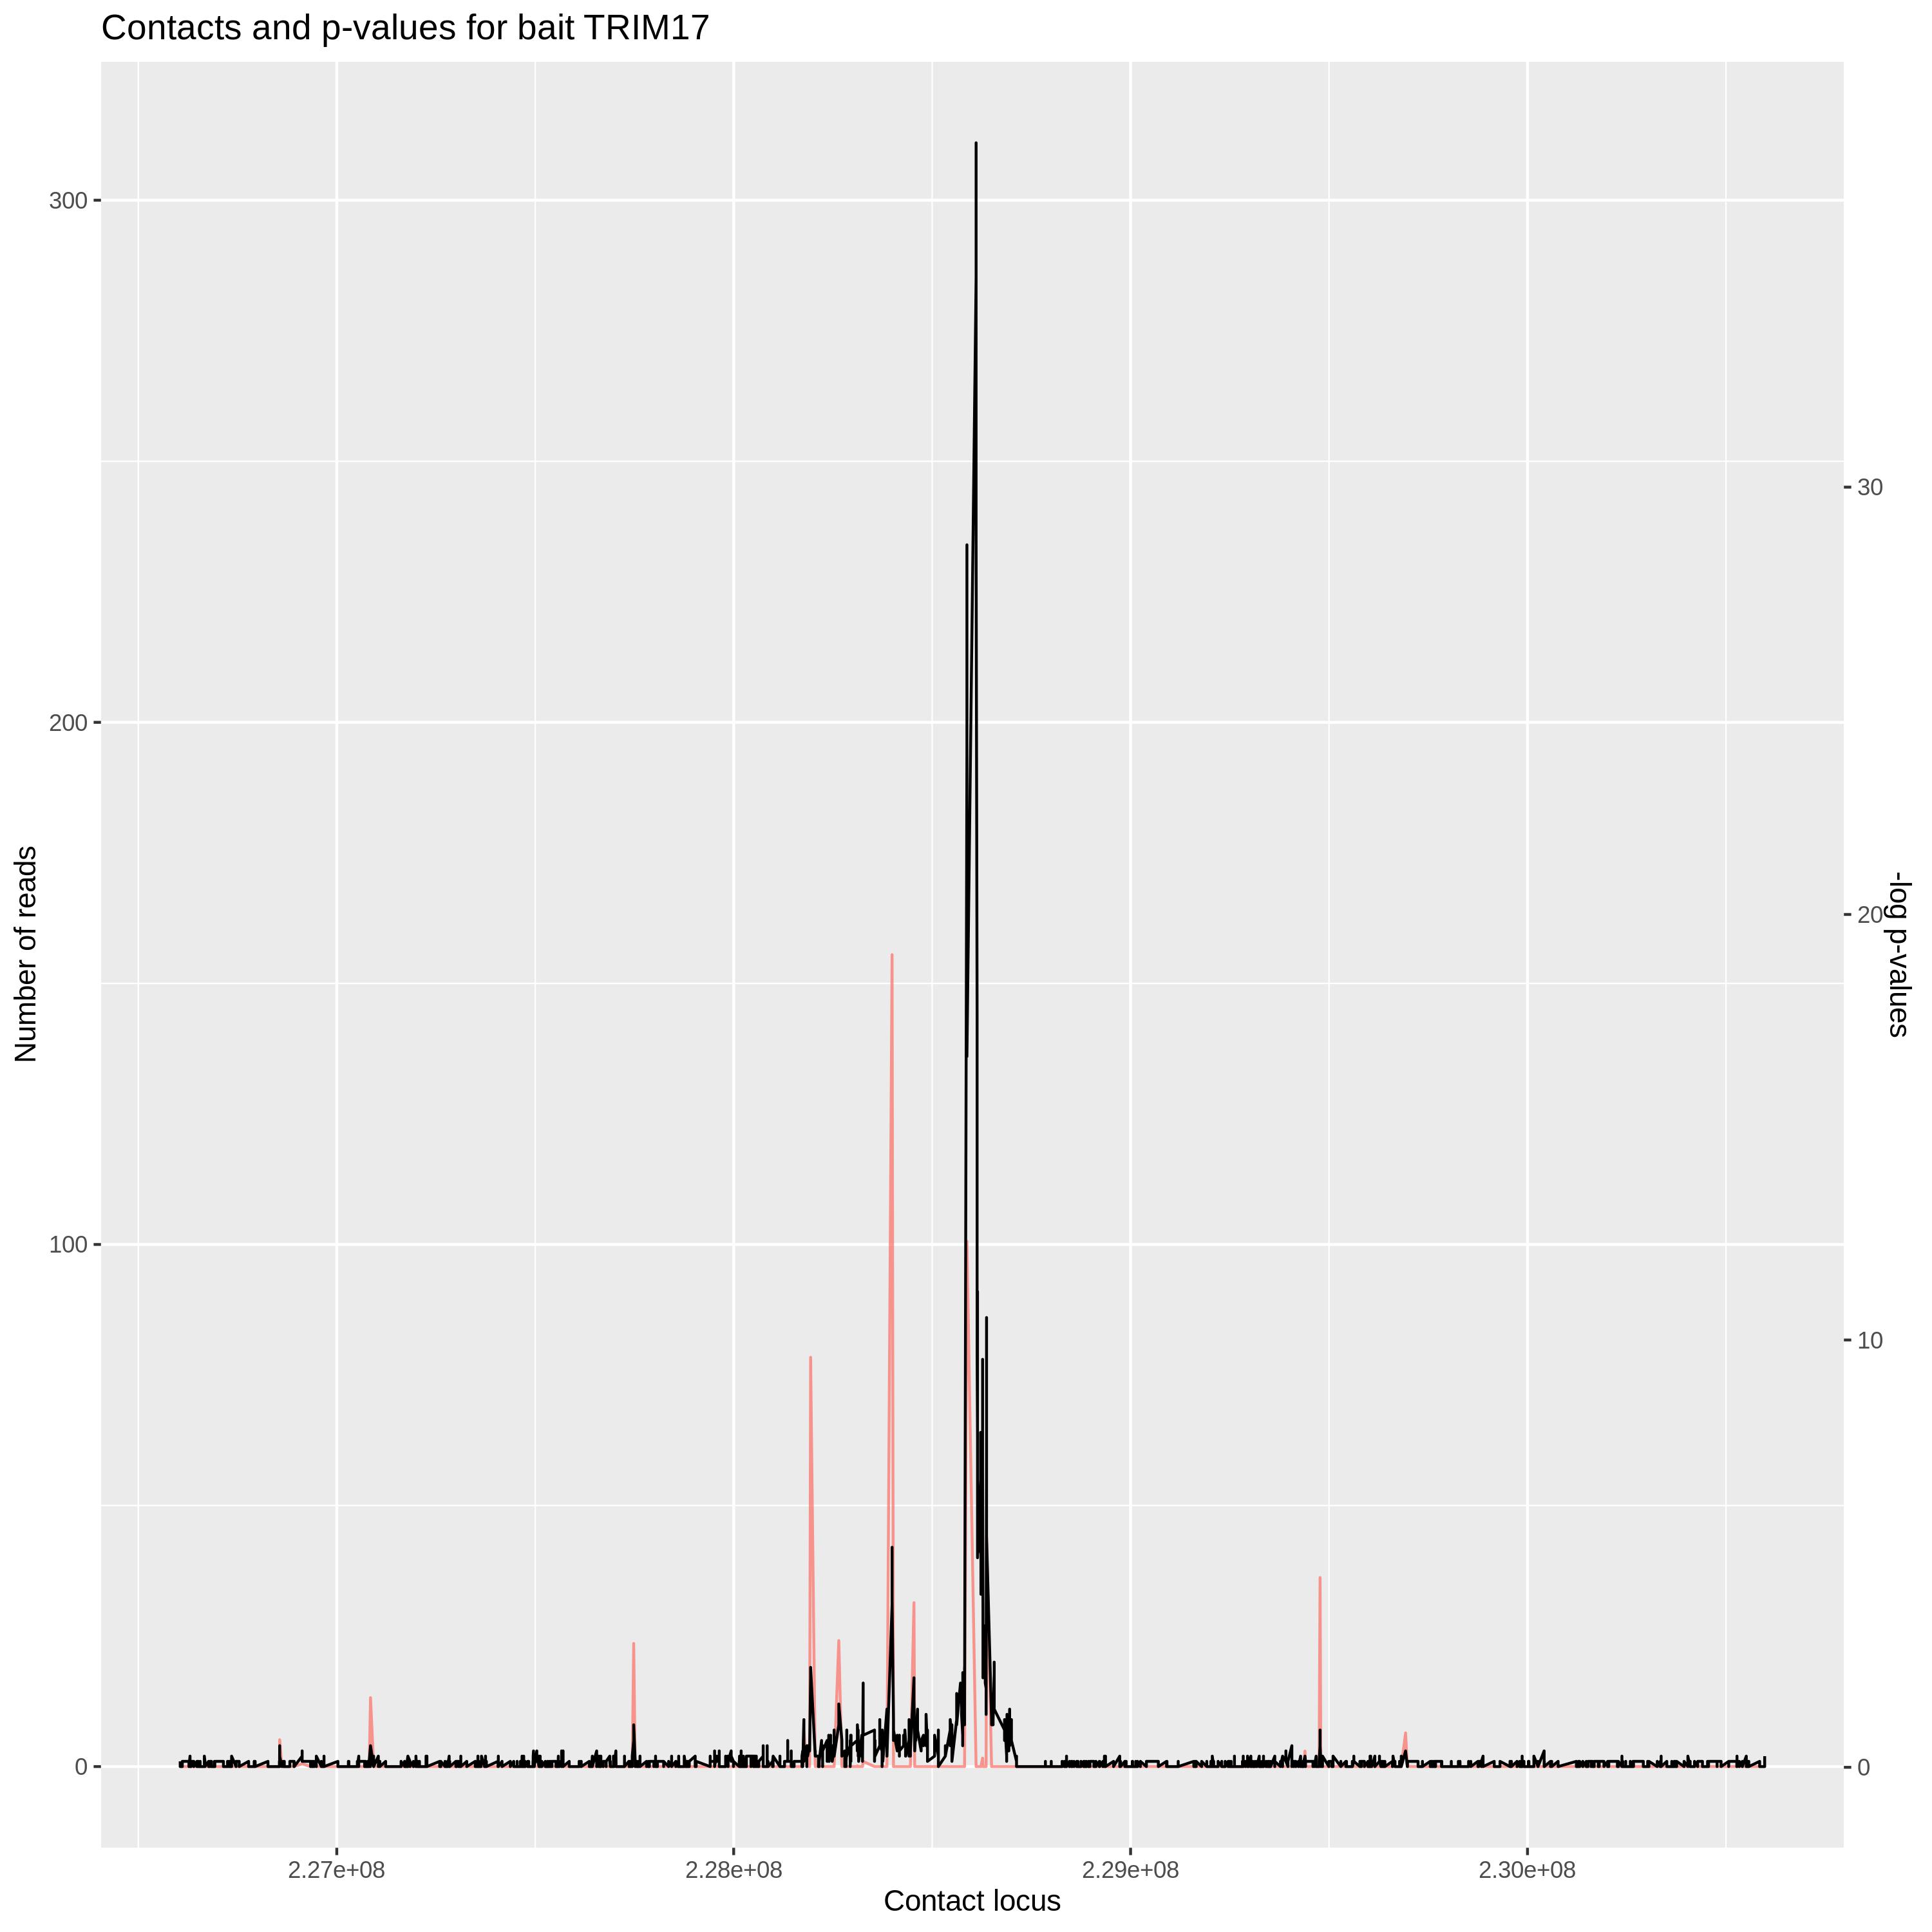 Contacts and p-values for bait TRIM17
300
200
100
0
Number of reads
30
20
10
0
-log p-values
2.27e+08
2.28e+08
2.29e+08
2.30e+08
Contact locus